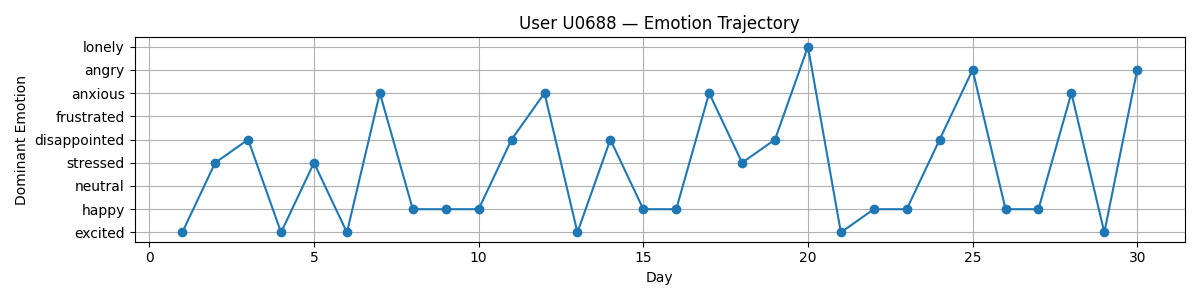 User U0688 — Emotion Trajectory
Dominant Emotion
lonely
angry
anxious
frustrated
disappointed
stressed
neutral
happy
excited
0 5 10 15 20 25 30
Day